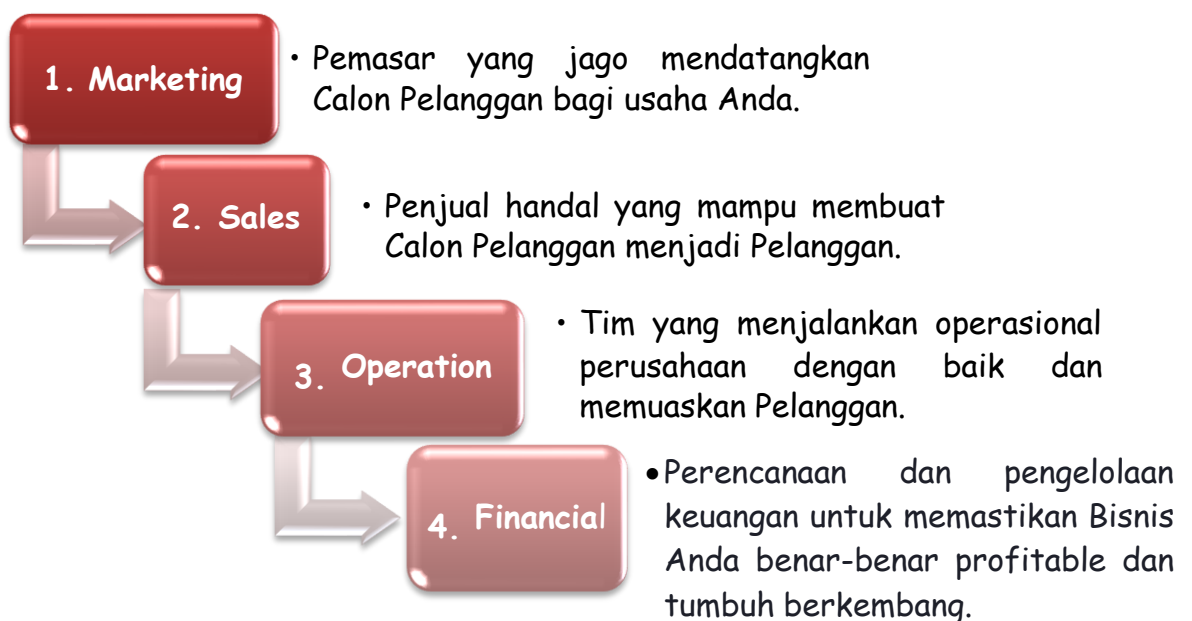 1. Marketing
• Pemasar yang jago mendatangkan
Calon Pelanggan bagi usaha Anda.
2. Sales
• Penjual handal yang mampu membuat
Calon Pelanggan menjadi Pelanggan.
3. Operation
• Tim yang menjalankan operasional
perusahaan dengan baik dan
memuaskan Pelanggan.
4. Financial
• Perencanaan dan pengelolaan
keuangan untuk memastikan Bisnis
Anda benar-benar profitable dan
tumbuh berkembang.